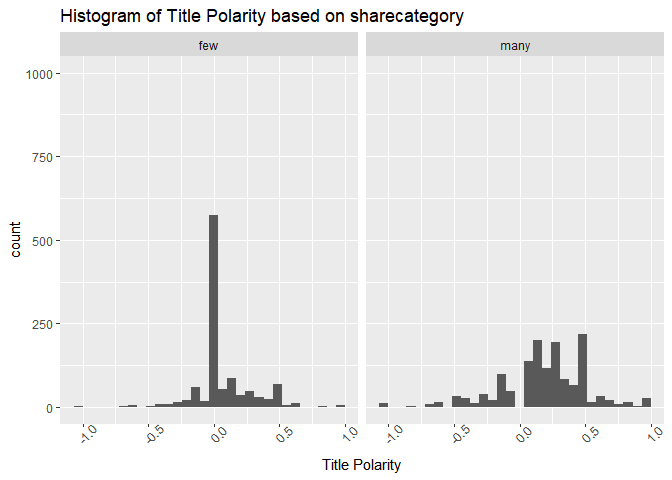 Histogram of Title Polarity based on sharecategory
few many
1000
750
500
250
0
count
-1.0 -0.5 0.0 0.5 1.0 -1.0 -0.5 0.0 0.5 1.0
Title Polarity